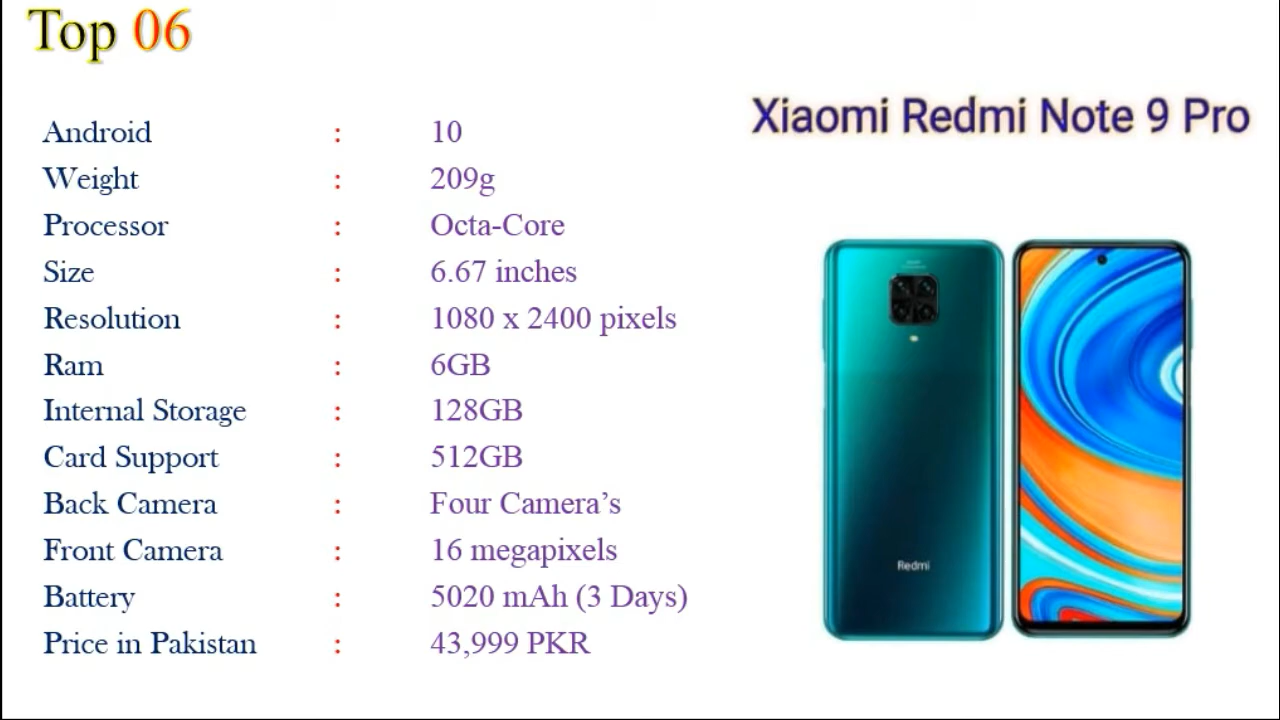 Top 06
Xiaomi Redmi Note 9 Pro
Android : 10
Weight : 209g
Processor : Octa-Core
Size : 6.67 inches
Resolution : 1080 x 2400 pixels
Ram : 6GB
Internal Storage : 128GB
Card Support : 512GB
Back Camera : Four Camera’s
Front Camera : 16 megapixels
Battery : 5020 mAh (3 Days)
Price in Pakistan : 43,999 PKR
Redmi